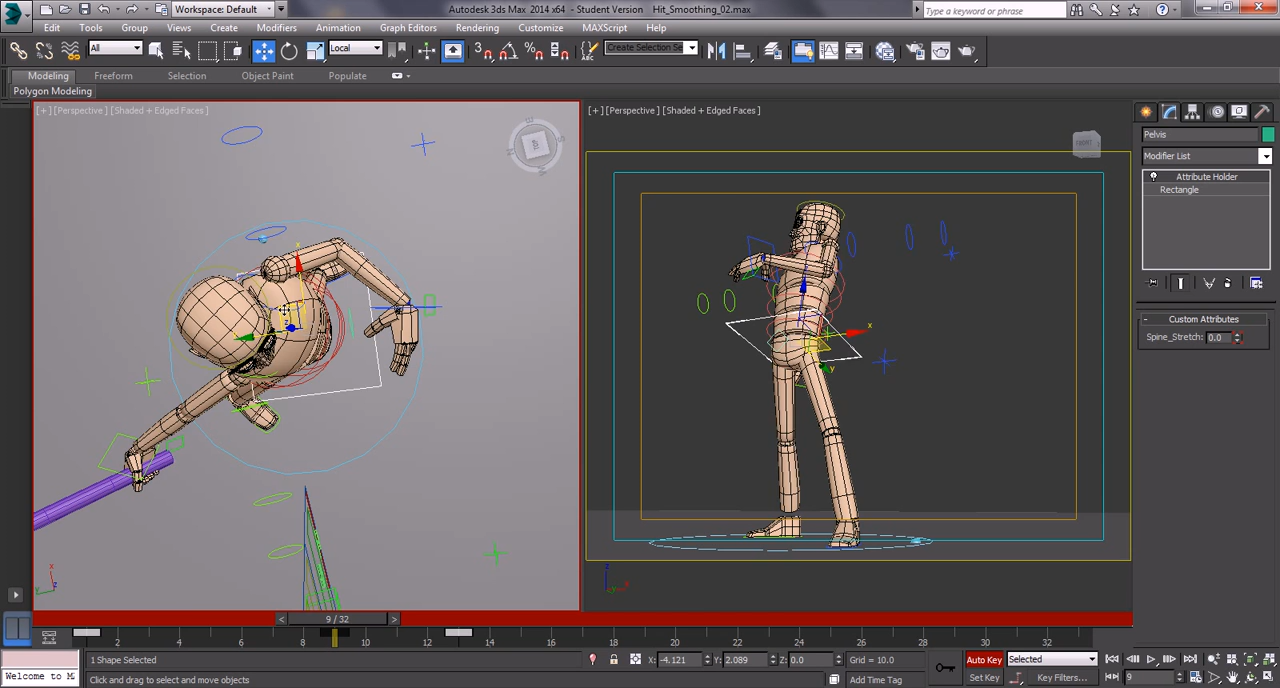 Workspace: Default
Autodesk 3ds Max 2014 x64 - Student Version Hit_Smoothing_02.max
Type a keyword or phrase
Edit Tools Group Views Create Modifiers Animation Graph Editors Rendering Customize MAXScript Help
All Local Create Selection Se
Modeling Freeform Selection Object Paint Populate
Polygon Modeling
[+] [Perspective] [Shaded + Edged Faces]
[+] [Perspective] [Shaded + Edged Faces]
Pelvis
Modifier List
Attribute Holder
Rectangle
Custom Attributes
Spine_Stretch: 0.0
x
x
y
x
z
y
z
< 9 / 32 >
2 4 6 8 10 12 14 16 18 20 22 24 26 28 30 32
1 Shape Selected X: -4.121 Y: 2.089 Z: 0.0 Grid = 10.0 Auto Key Selected
Welcome to M Click and drag to select and move objects Add Time Tag Set Key Key Filters... 9